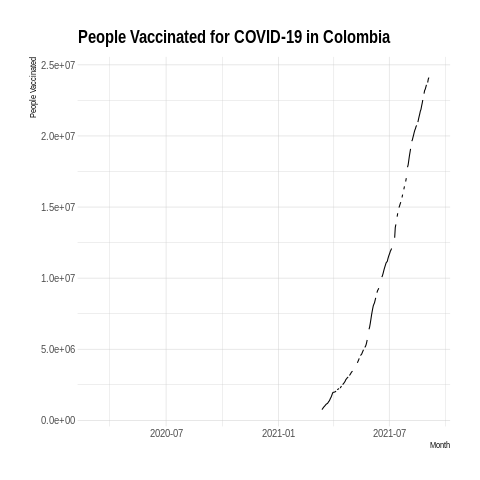 People Vaccinated for COVID-19 in Colombia
People Vaccinated
2.5e+07
2.0e+07
1.5e+07
1.0e+07
5.0e+06
0.0e+00
2020-07
2021-01
2021-07
Month